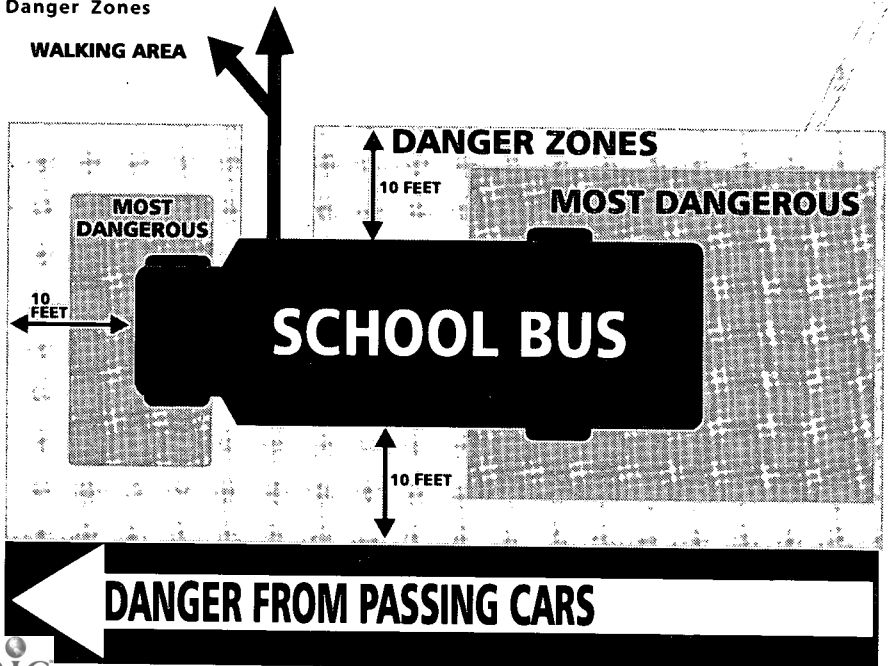 Danger Zones
WALKING AREA
DANGER ZONES
10 FEET
MOST DANGEROUS
MOST
DANGEROUS
10
FEET
SCHOOL BUS
10 FEET
DANGER FROM PASSING CARS